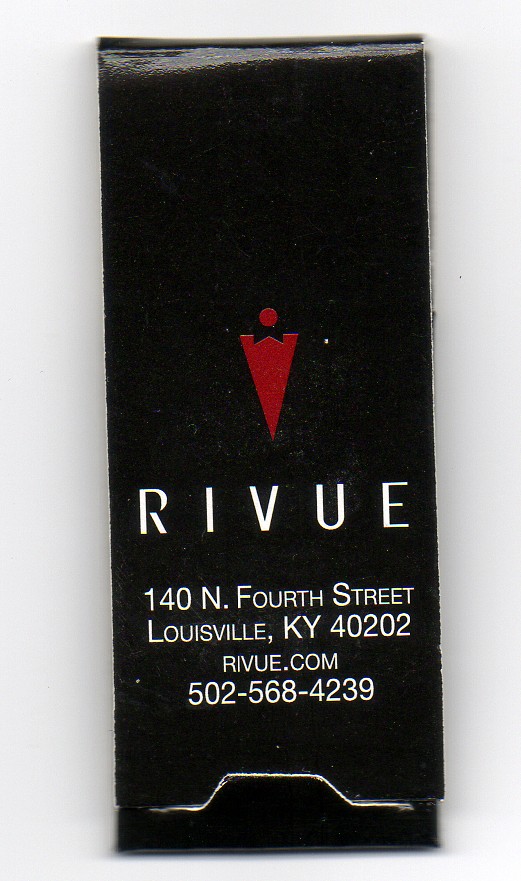 RIVUE
140 N. FOURTH STREET
LOUISVILLE, KY 40202
RIVUE.COM
502-568-4239